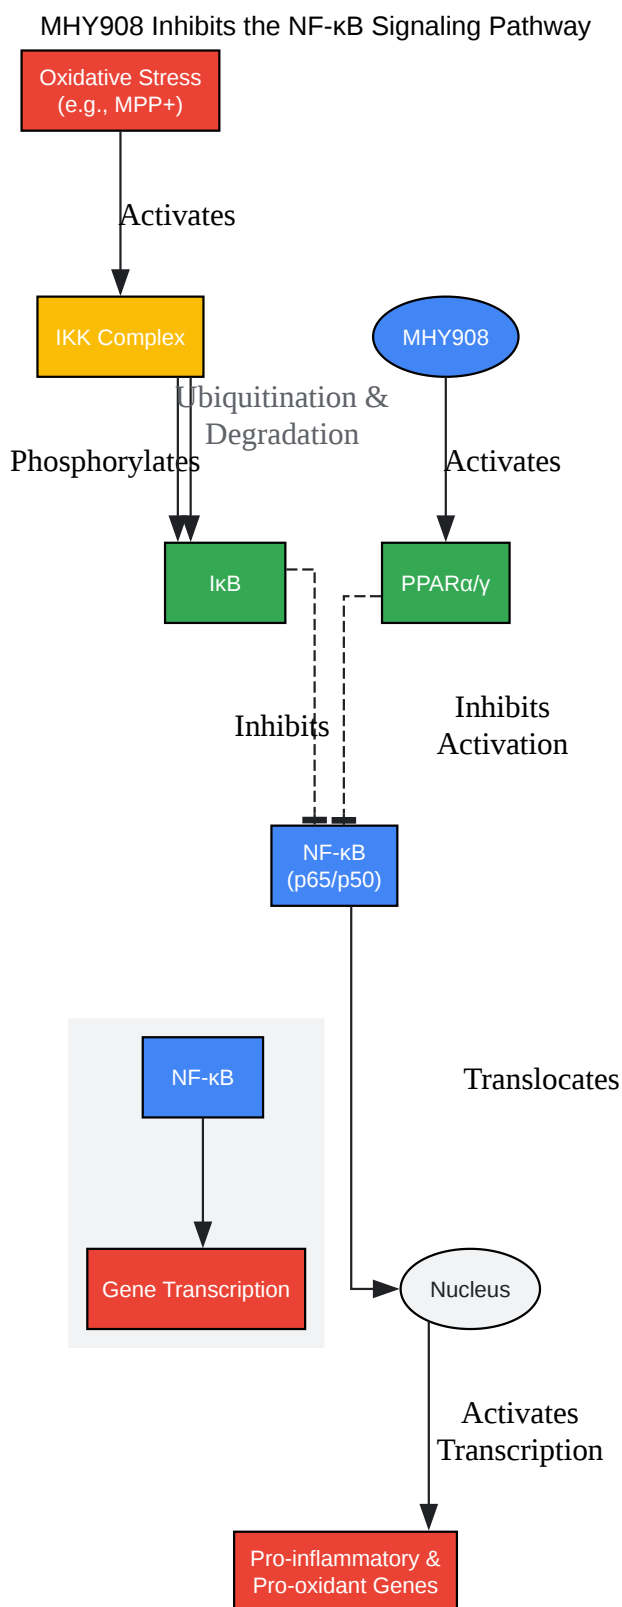 MHY908 Inhibits the NF-κB Signaling Pathway
Oxidative Stress
(e.g., MPP+)
Activates
IKK Complex
MHY908
Ubiquitination &
Degradation
Phosphorylates
Activates
IκB
PPARα/γ
Inhibits
Inhibits
Activation
NF-κB
(p65/p50)
NF-κB
Translocates
Gene Transcription
Nucleus
Activates
Transcription
Pro-inflammatory &
Pro-oxidant Genes